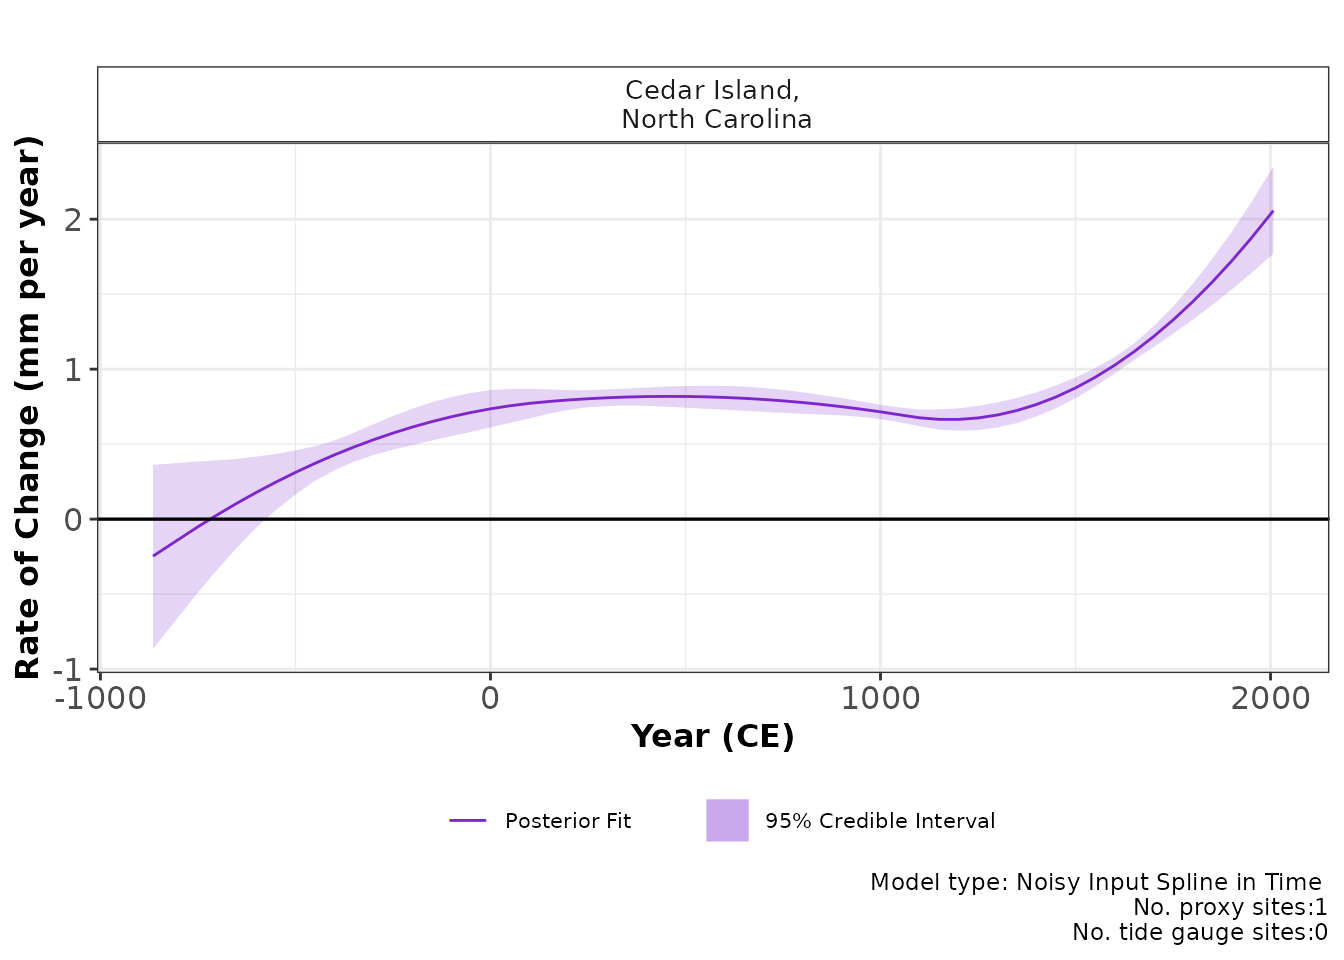 Cedar Island,
North Carolina
Rate of Change (mm per year)
2
1
0
-1
-1000 0 1000 2000
Year (CE)
Posterior Fit 95% Credible Interval
Model type: Noisy Input Spline in Time
No. proxy sites:1
No. tide gauge sites:0